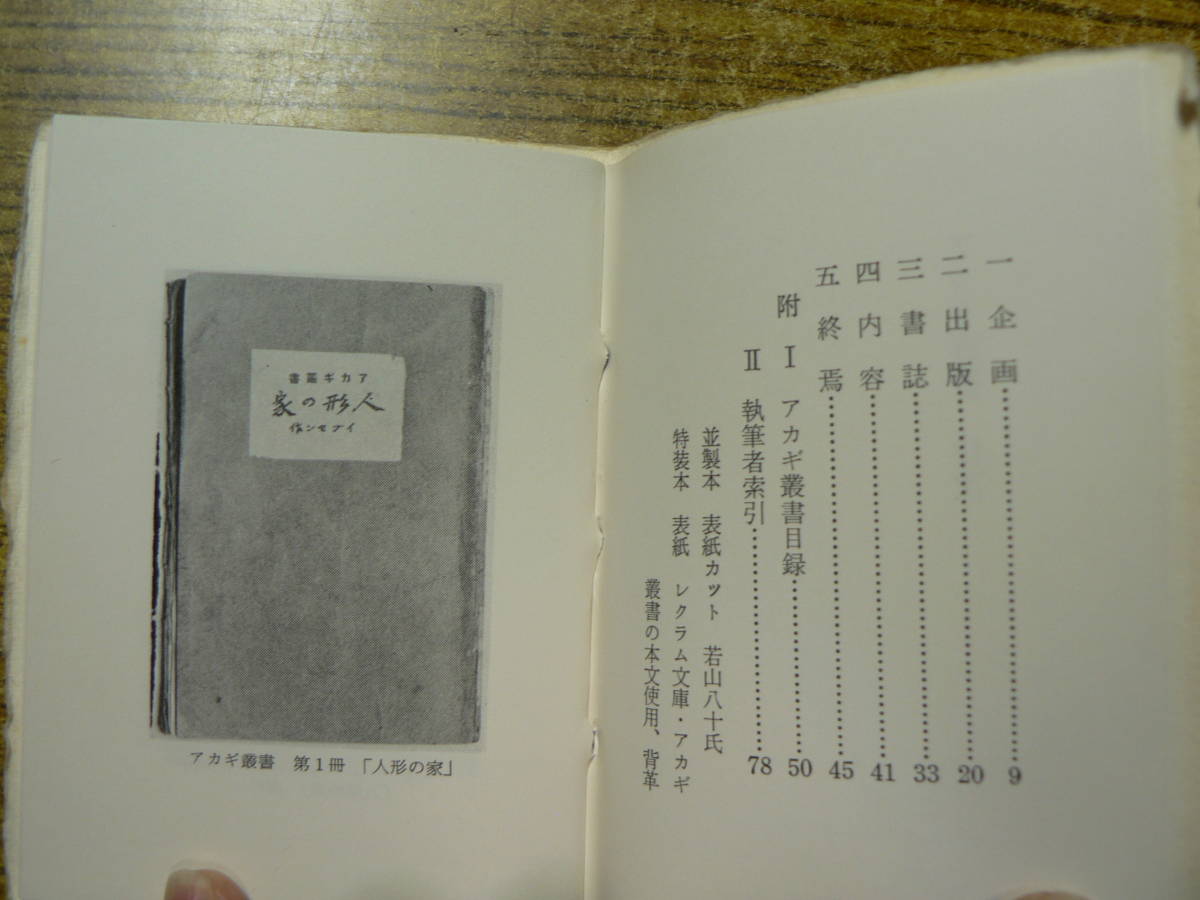 一 企画……………9
二 出版……………20
三 書誌……………33
四 内容……………41
五 終焉……………45
附 Ⅰ アカギ叢書目録……………50
Ⅱ 執筆者索引……………78
並製本 表紙カット 若山八十氏
特装本 表紙 レクラム文庫・アカギ
叢書の本文使用、背革
書叢ギカア
家の形人
作ンセブイ
アカギ叢書 第1冊 「人形の家」